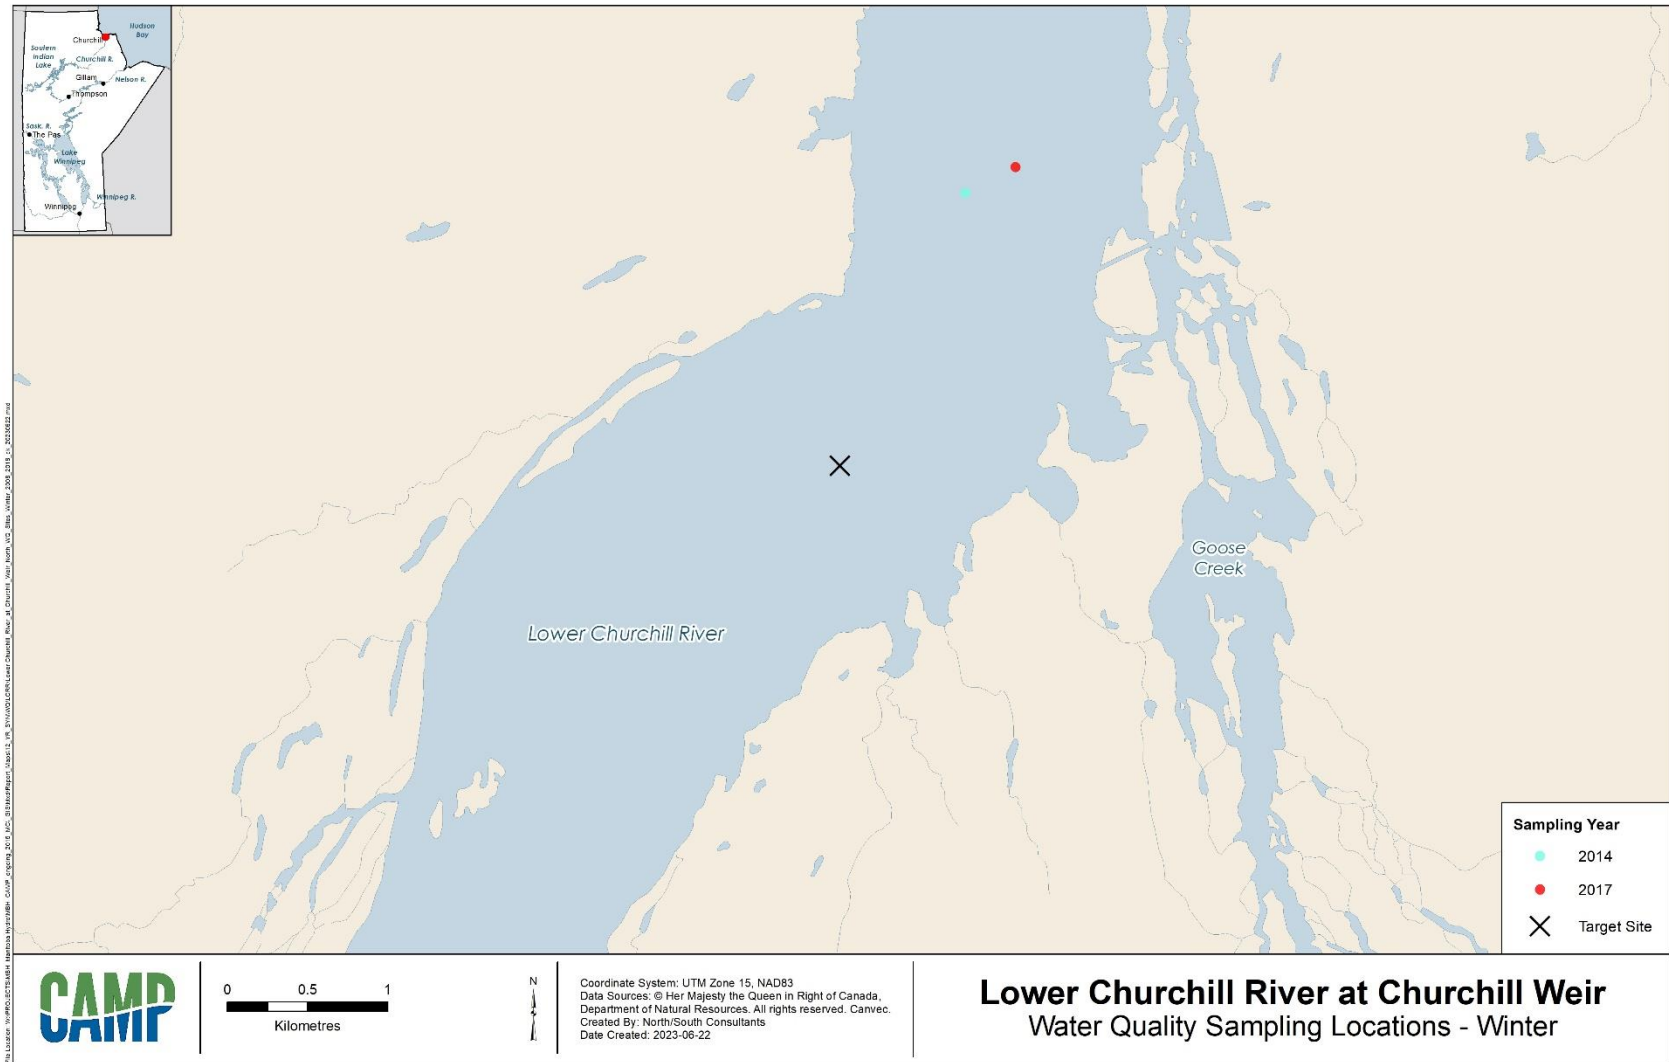 Hudson
Bay
Churchill
Churchill R.
Indian
Lake
Gillam
Nelson R.
Thompson
Sask. R.
The Pas
Lake
Winnipeg
Winnipeg R.
Winnipeg
Goose
Creek
Lower Churchill River
Sampling Year
2014
2017
Target Site
CAMP
0 0.5 1
Kilometres
N
Coordinate System: UTM Zone 15, NAD83
Data Sources: © Her Majesty the Queen in Right of Canada,
Department of Natural Resources. All rights reserved. Canvec.
Created By: North/South Consultants
Date Created: 2023-06-22
Lower Churchill River at Churchill Weir
Water Quality Sampling Locations - Winter